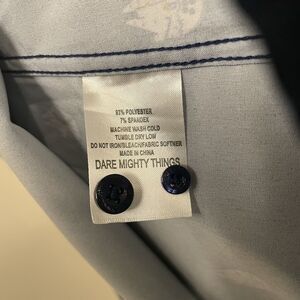 93% POLYESTER
7% SPANDEX
MACHINE WASH COLD
TUMBLE DRY LOW
DO NOT IRON/BLEACH/FABRIC SOFTNER
MADE IN CHINA
DARE MIGHTY THINGS